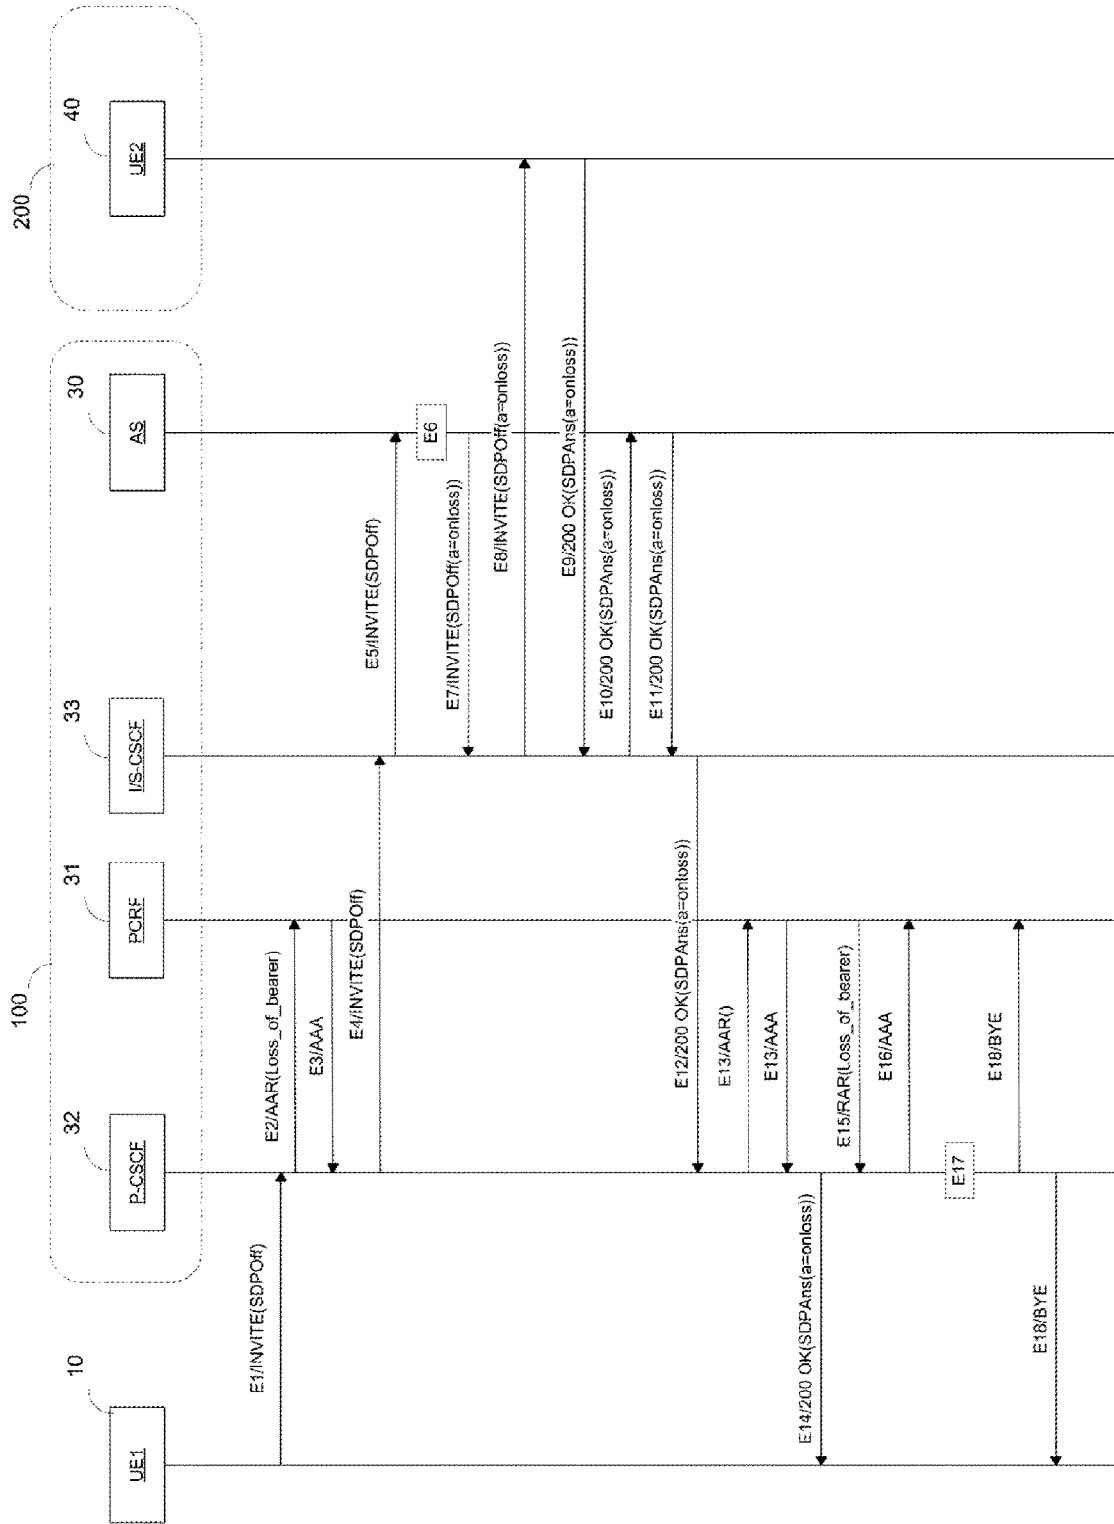 100
200
10
32
31
33
30
40
UE1
P-CSCF
PCRF
I/S-CSCF
AS
UE2
E1/INVITE(SDPOff)
E2/AAR(Loss_of_bearer)
E3/AAA
E4/INVITE(SDPOff)
E5/INVITE(SDPOff)
E6
E7/INVITE(SDPOff(a=onloss))
E8/INVITE(SDPOff(a=onloss))
E9/200 OK(SDPAns(a=onloss))
E10/200 OK(SDPAns(a=onloss))
E11/200 OK(SDPAns(a=onloss))
E12/200 OK(SDPAns(a=onloss))
E13/AAR()
E13/AAA
E14/200 OK(SDPAns(a=onloss))
E15/RAR(Loss_of_bearer)
E16/AAA
E17
E18/BYE
E18/BYE